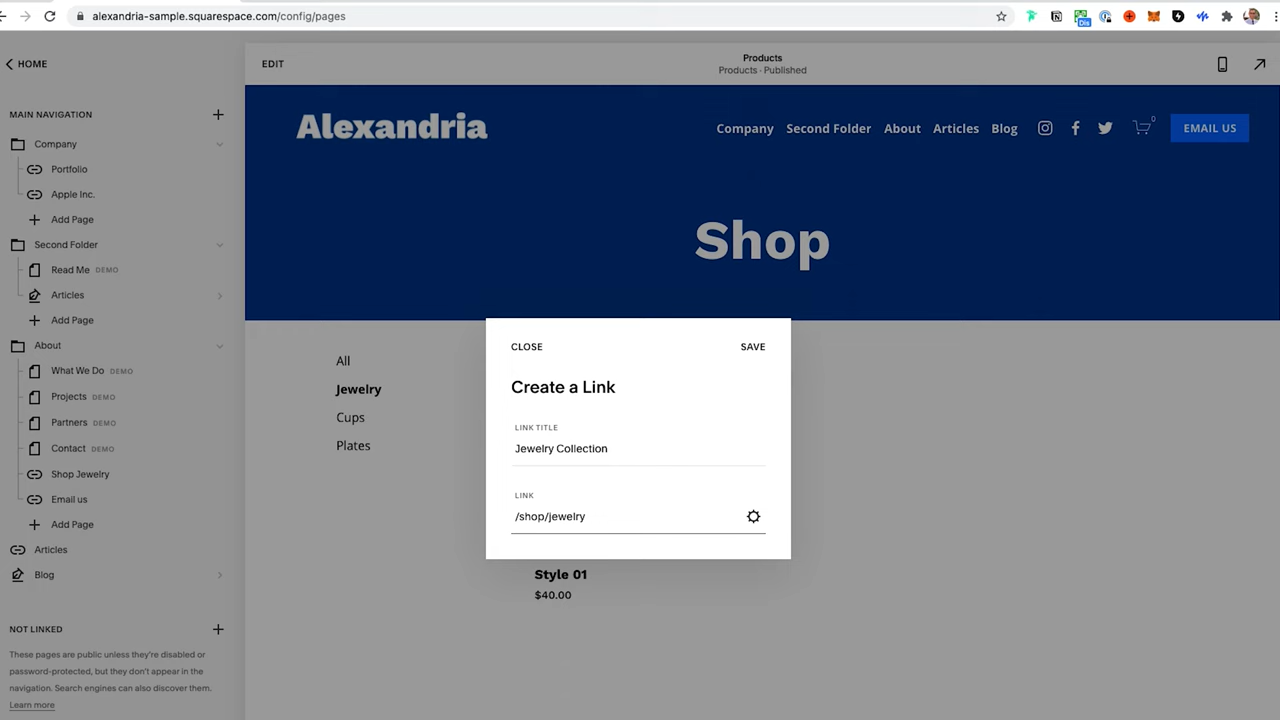 alexandria-sample.squarespace.com/config/pages
Dis
HOME
EDIT
Products
Products · Published
MAIN NAVIGATION
Company
Portfolio
Apple Inc.
Add Page
Second Folder
Read Me DEMO
Articles
Add Page
About
What We Do DEMO
Projects DEMO
Partners DEMO
Contact DEMO
Shop Jewelry
Email us
Add Page
Articles
Blog
NOT LINKED
These pages are public unless they're disabled or
password-protected, but they don't appear in the
navigation. Search engines can also discover them.
Learn more
Alexandria
Company Second Folder About Articles Blog 0 EMAIL US
Shop
All
Jewelry
Cups
Plates
CLOSE SAVE
Create a Link
LINK TITLE
Jewelry Collection
LINK
/shop/jewelry
Style 01
$40.00